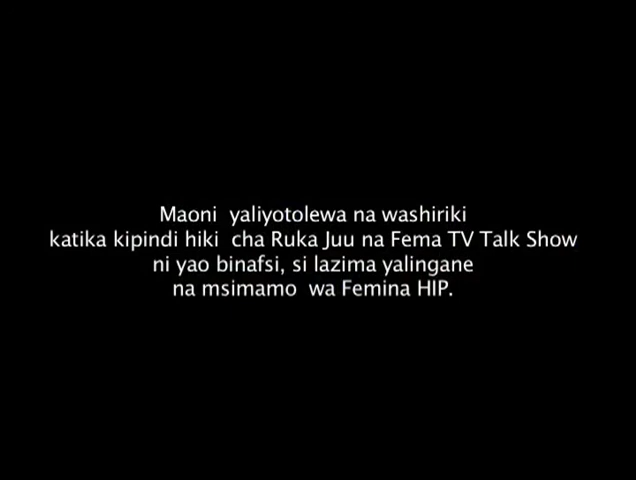 Maoni yaliyotolewa na washiriki
katika kipindi hiki cha Ruka Juu na Fema TV Talk Show
ni yao binafsi, si lazima yalingane
na msimamo wa Femina HIP.